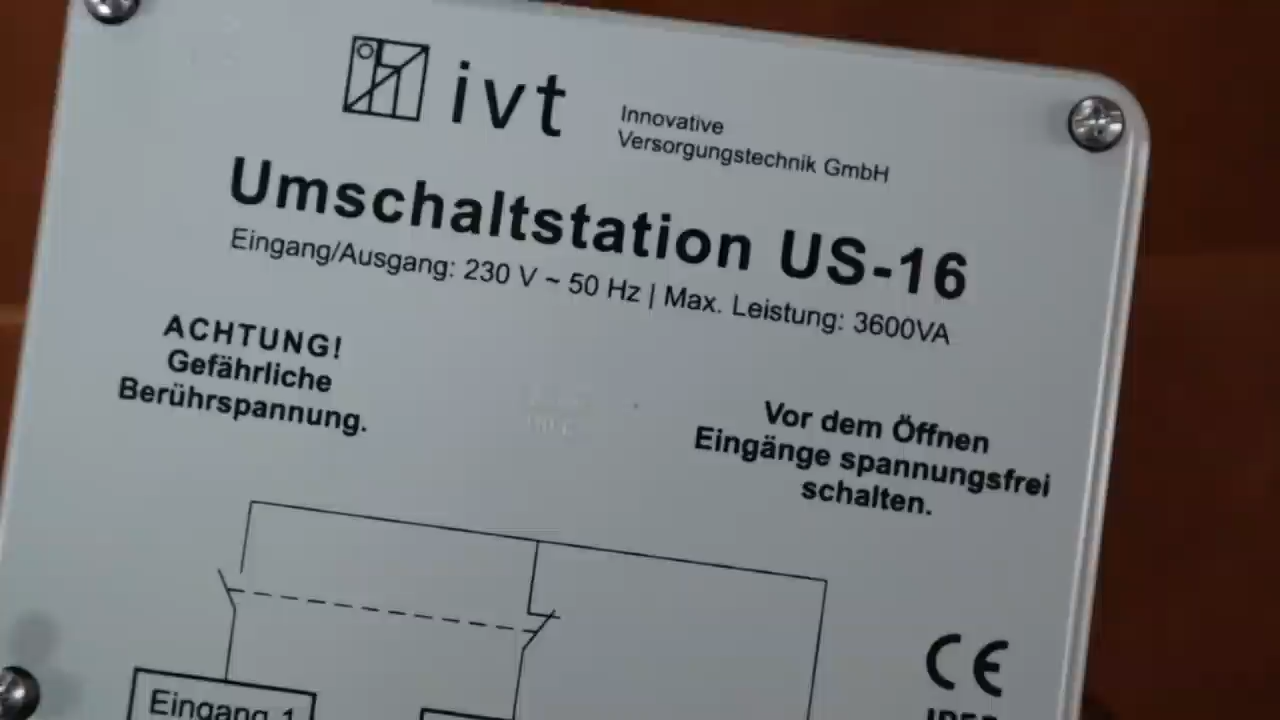 ivt
Innovative
Versorgungstechnik GmbH
Umschaltstation US-16
Eingang/Ausgang: 230 V ~ 50 Hz | Max. Leistung: 3600VA
ACHTUNG!
Gefährliche
Berührspannung.
Vor dem Öffnen
Eingänge spannungsfrei
schalten.
CE
Eingang 1